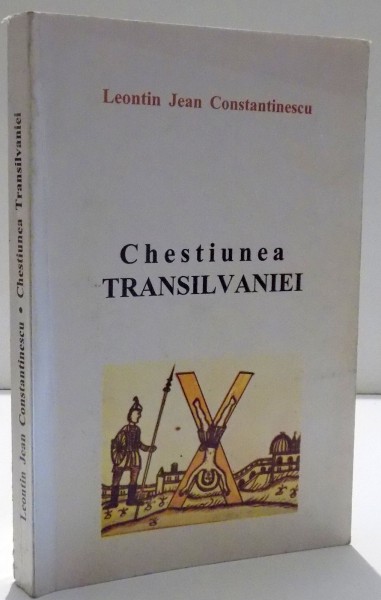 Leontin Jean Constantinescu
Chestiunea
TRANSILVANIEI
Leontin Jean Constantinescu • Chestiunea Transilvaniei